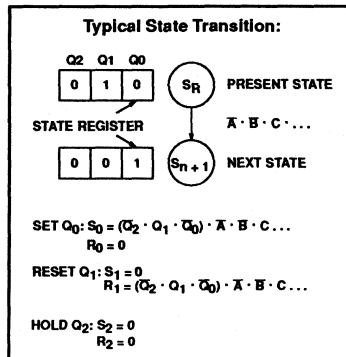 Typical State Transition:
Q2 Q1 Q0
0 1 0
S_R
PRESENT STATE
STATE REGISTER
A̅ · B̅ · C · . . .
0 0 1
S_n + 1
NEXT STATE
SET Q₀: S₀ = (Q̅₂ · Q₁ · Q̅₀) · A̅ · B̅ · C . . .
R₀ = 0
RESET Q₁: S₁ = 0
R₁ = (Q̅₂ · Q₁ · Q̅₀) · A̅ · B̅ · C . . .
HOLD Q₂: S₂ = 0
R₂ = 0